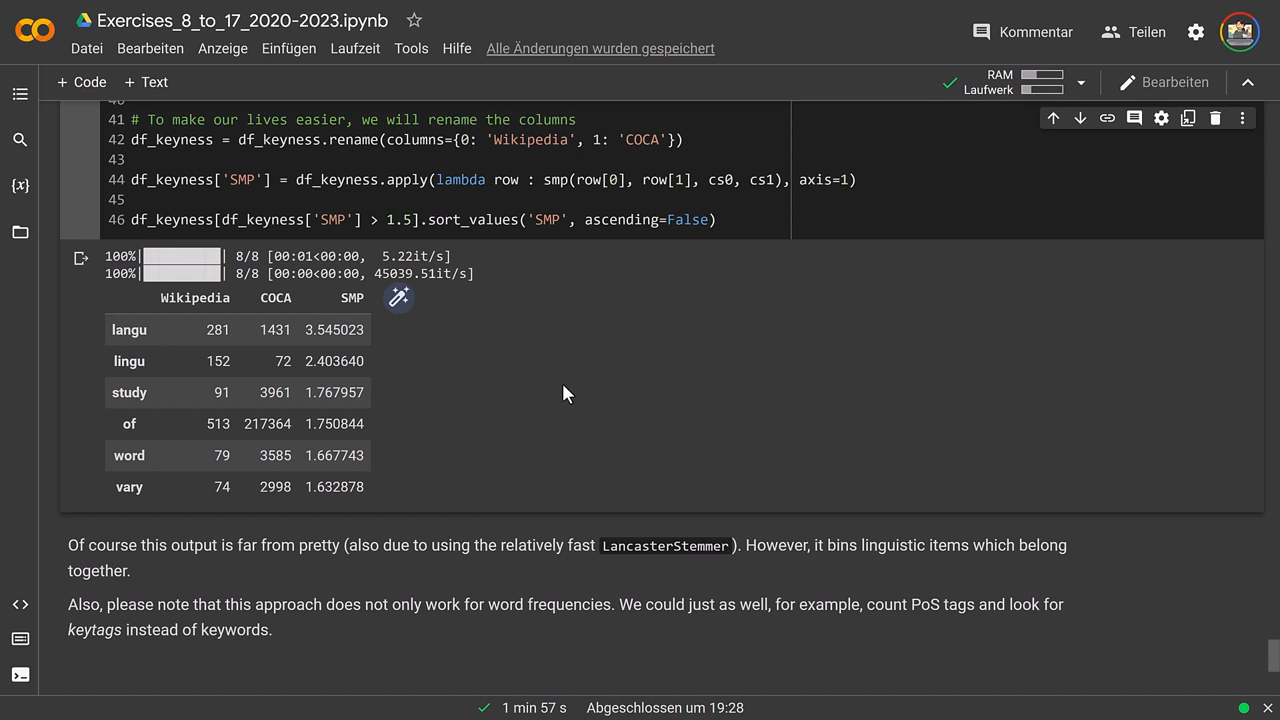 Exercises_8_to_17_2020-2023.ipynb
Kommentar
Teilen
Datei Bearbeiten Anzeige Einfügen Laufzeit Tools Hilfe Alle Änderungen wurden gespeichert
+ Code + Text
RAM
Laufwerk
Bearbeiten
41 # To make our lives easier, we will rename the columns
42 df_keyness = df_keyness.rename(columns={0: 'Wikipedia', 1: 'COCA'})
43
44 df_keyness['SMP'] = df_keyness.apply(lambda row : smp(row[0], row[1], cs0, cs1), axis=1)
45
46 df_keyness[df_keyness['SMP'] > 1.5].sort_values('SMP', ascending=False)
100%| | 8/8 [00:01<00:00, 5.22it/s]
100%| | 8/8 [00:00<00:00, 45039.51it/s]
Wikipedia COCA SMP
langu 281 1431 3.545023
lingu 152 72 2.403640
study 91 3961 1.767957
of 513 217364 1.750844
word 79 3585 1.667743
vary 74 2998 1.632878
Of course this output is far from pretty (also due to using the relatively fast LancasterStemmer). However, it bins linguistic items which belong
together.
Also, please note that this approach does not only work for word frequencies. We could just as well, for example, count PoS tags and look for
keytags instead of keywords.
1 min 57 s Abgeschlossen um 19:28